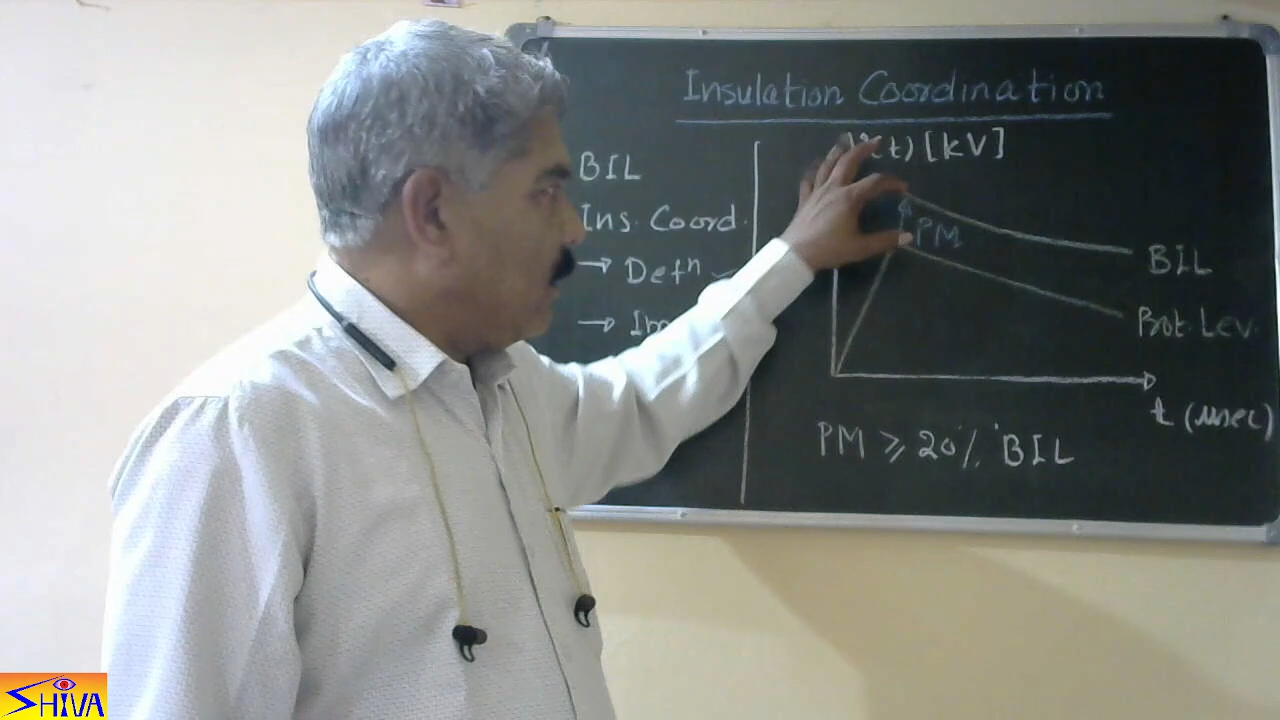 Insulation Coordination
BIL
Ins. Coord.
→ Defⁿ
→
(t) [kV]
PM
BIL
Prot. Lev.
t (μsec)
PM ≥ 20% BIL
SHIVA